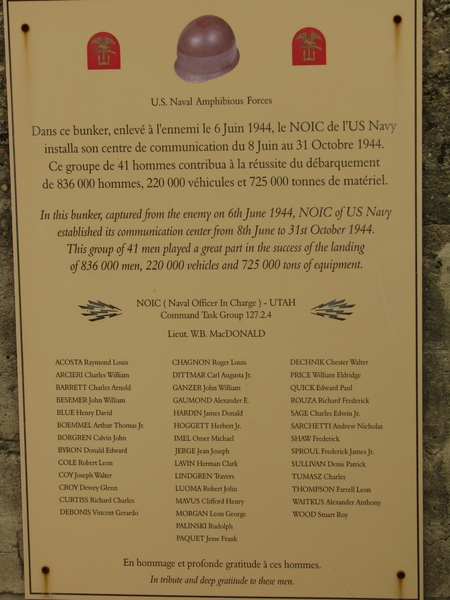 U.S. Naval Amphibious Forces
Dans ce bunker, enlevé à l'ennemi le 6 Juin 1944, le NOIC de l'US Navy
installa son centre de communication du 8 Juin au 31 Octobre 1944.
Ce groupe de 41 hommes contribua à la réussite du débarquement
de 836 000 hommes, 220 000 véhicules et 725 000 tonnes de matériel.
In this bunker, captured from the enemy on 6th June 1944, NOIC of US Navy
established its communication center from 8th June to 31st October 1944.
This group of 41 men played a great part in the success of the landing
of 836 000 men, 220 000 vehicles and 725 000 tons of equipment.
NOIC ( Naval Officer In Charge ) - UTAH
Command Task Group 127.2.4
Lieut. W.B. MacDONALD
ACOSTA Raymond Louis
ARCIERI Charles William
BARRETT Charles Arnold
BESEMER John William
BLUE Henry David
BOEMMEL Arthur Thomas Jr.
BORGREN Calvin John
BYRON Donald Edward
COLE Robert Leon
COY Joseph Walter
CROY Dewey Glenn
CURTISS Richard Charles
DEBONIS Vincent Gerardo
CHAGNON Roger Louis
DITTMAR Carl Augusta Jr.
GANZER John William
GAUMOND Alexander E.
HARDIN James Donald
HOGGETT Herbert Jr.
IMEL Omer Michael
JERGE Jean Joseph
LAVIN Herman Clark
LINDGREN Travers
LUOMA Robert John
MAVUS Clifford Henry
MORGAN Leon George
PALINSKI Rudolph
PAQUET Jesse Frank
DECHNIK Chester Walter
PRICE William Eldridge
QUICK Edward Paul
ROUZA Richard Frederick
SAGE Charles Edwin Jr.
SARCHETTI Andrew Nicholas
SHAW Frederick
SPROUL Frederick James Jr.
SULLIVAN Denis Patrick
TUMASZ Charles
THOMPSON Farrell Leon
WAITKUS Alexander Anthony
WOOD Stuart Roy
En hommage et profonde gratitude à ces hommes.
In tribute and deep gratitude to these men.